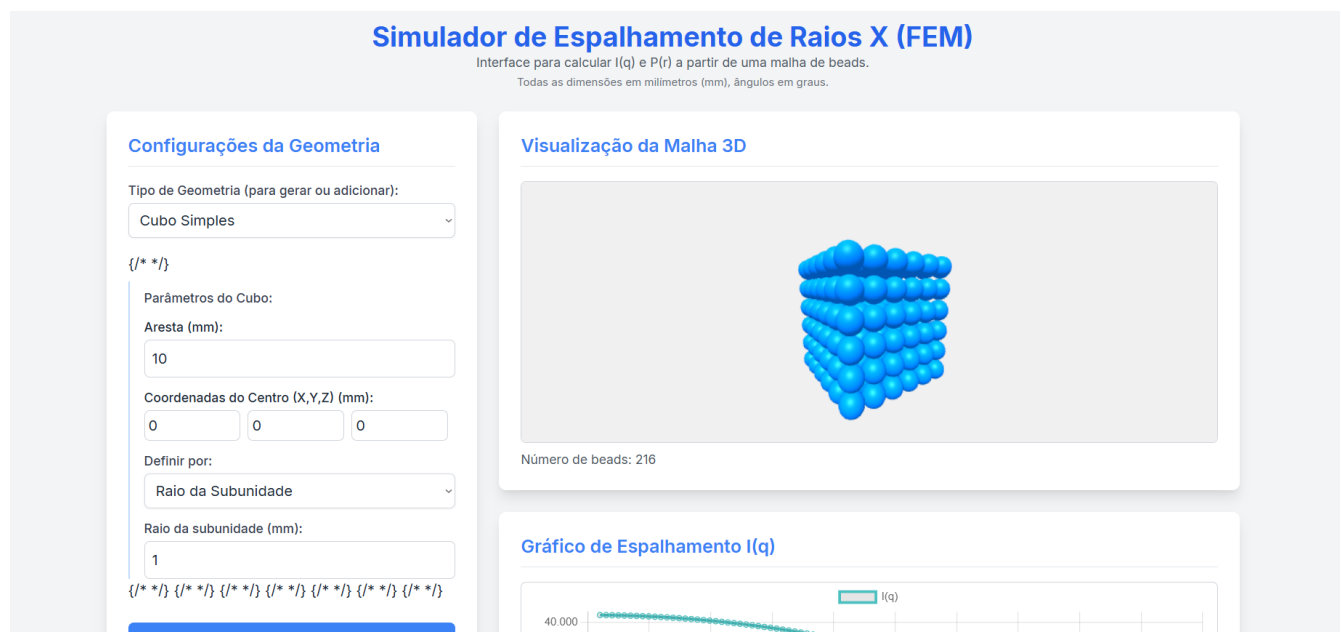 Simulador de Espalhamento de Raios X (FEM)
Interface para calcular I(q) e P(r) a partir de uma malha de beads.
Todas as dimensões em milímetros (mm), ângulos em graus.
Configurações da Geometria
Tipo de Geometria (para gerar ou adicionar):
Cubo Simples
{/* */}
Parâmetros do Cubo:
Aresta (mm):
10
Coordenadas do Centro (X,Y,Z) (mm):
0 0 0
Definir por:
Raio da Subunidade
Raio da subunidade (mm):
1
{/* */} {/* */} {/* */} {/* */} {/* */} {/* */} {/* */}
Visualização da Malha 3D
Número de beads: 216
Gráfico de Espalhamento I(q)
I(q)
40.000